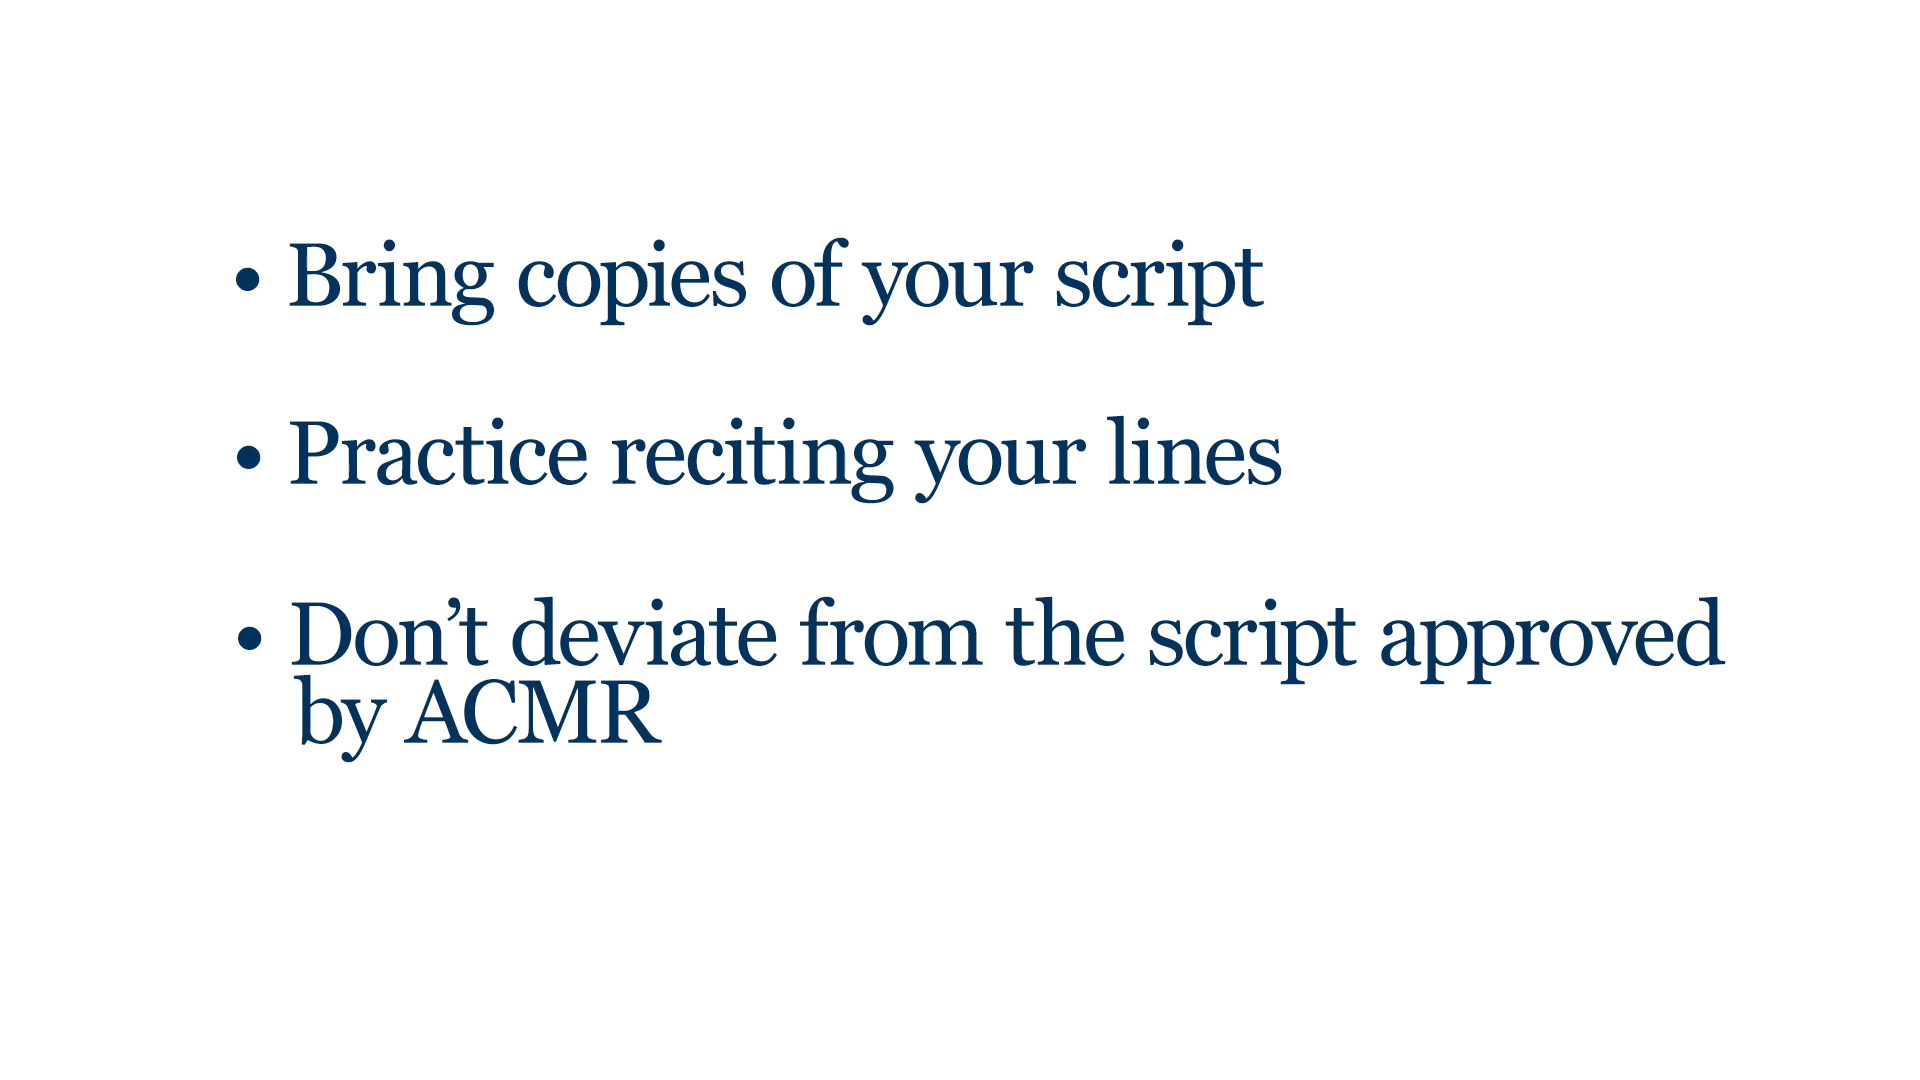 • Bring copies of your script
• Practice reciting your lines
• Don’t deviate from the script approved
by ACMR